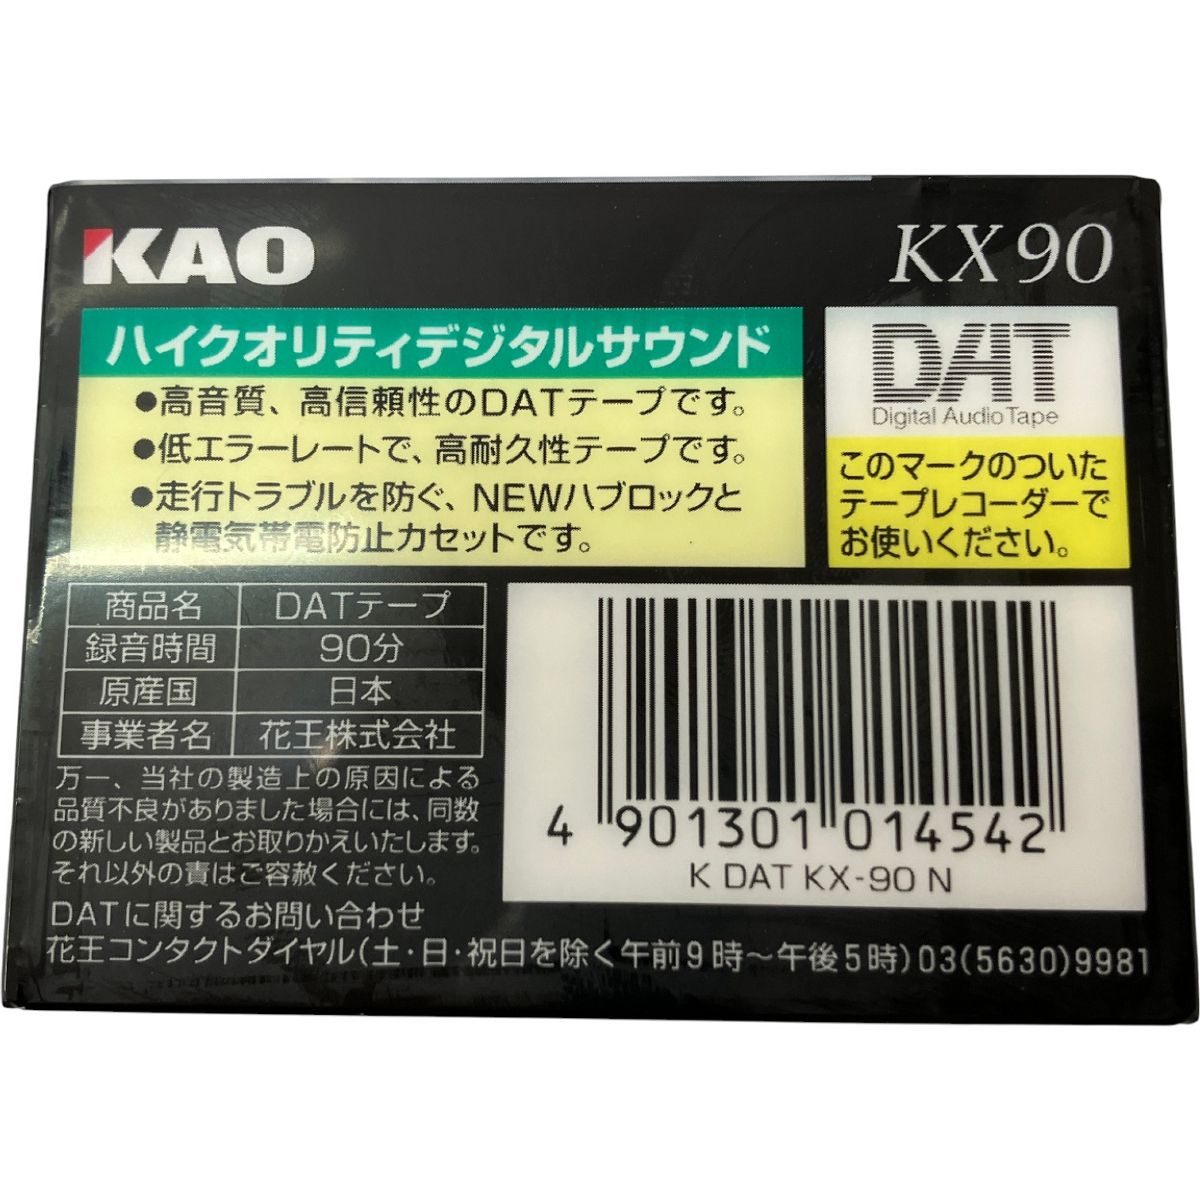 KAO
KX90
ハイクオリティデジタルサウンド
●高音質、高信頼性のDATテープです。
●低エラーレートで、高耐久性テープです。
●走行トラブルを防ぐ、NEWハブロックと
静電気帯電防止カセットです。
DAT
Digital Audio Tape
このマークのついた
テープレコーダーで
お使いください。
商品名 DATテープ
録音時間 90分
原産国 日本
事業者名 花王株式会社
万一、当社の製造上の原因による
品質不良がありました場合には、同数
の新しい製品とお取りかえいたします。
それ以外の責はご容赦ください。
4 901301 014542
K DAT KX-90 N
DATに関するお問い合わせ
花王コンタクトダイヤル(土・日・祝日を除く午前9時～午後5時)03(5630)9981